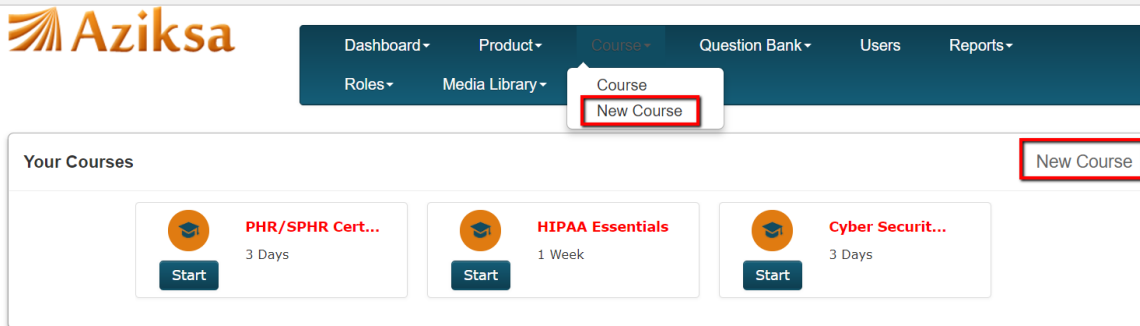 Aziksa
Dashboard Product Course Question Bank Users Reports
Roles Media Library
Course
New Course
Your Courses
New Course
PHR/SPHR Cert...
3 Days
Start
HIPAA Essentials
1 Week
Start
Cyber Securit...
3 Days
Start